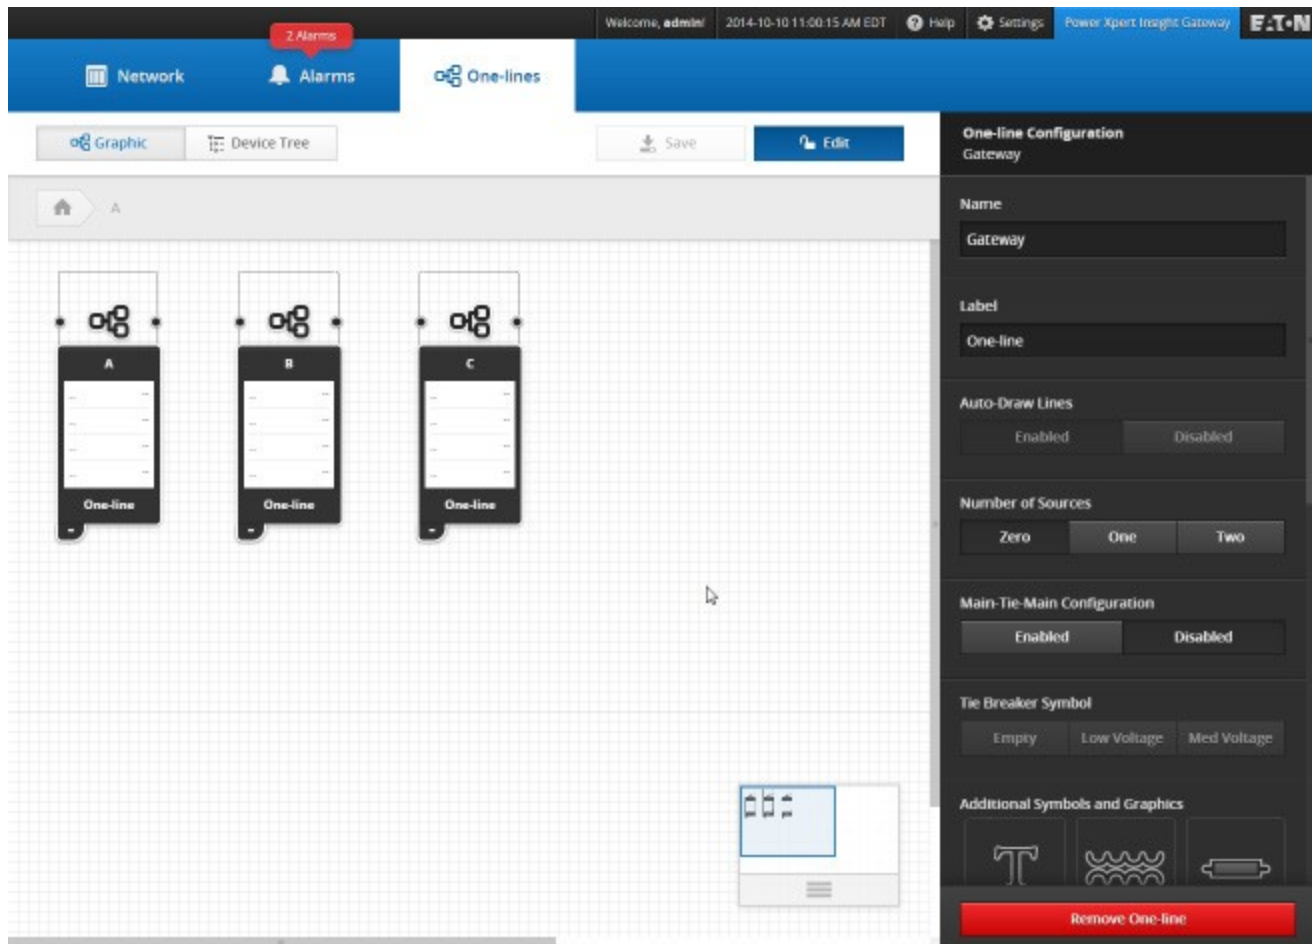 Welcome, admin! 2014-10-10 11:00:15 AM EDT Help Settings Power Xpert Insight Gateway EATON
2 Alarms
Network Alarms One-lines
Graphic Device Tree Save Edit
One-line Configuration
Gateway
A
Name
Gateway
Label
One-line
A B C
One-line One-line One-line
Auto-Draw Lines
Enabled Disabled
Number of Sources
Zero One Two
Main-Tie-Main Configuration
Enabled Disabled
Tie Breaker Symbol
Empty Low Voltage Med Voltage
Additional Symbols and Graphics
T
Remove One-line